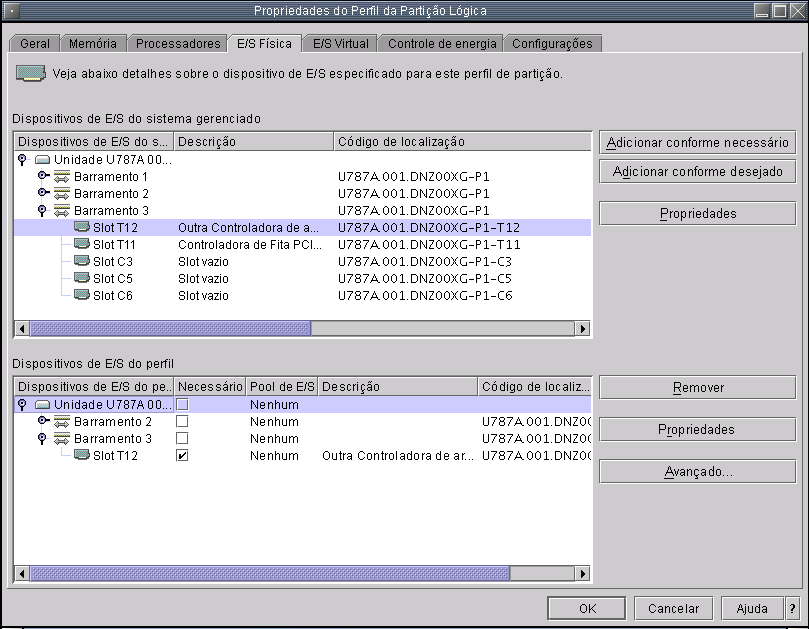 Propriedades do Perfil da Partição Lógica
Geral Memória Processadores E/S Física E/S Virtual Controle de energia Configurações
Veja abaixo detalhes sobre o dispositivo de E/S especificado para este perfil de partição.
Dispositivos de E/S do sistema gerenciado
Dispositivos de E/S do s... Descrição Código de localização
Unidade U787A 00...
Barramento 1 U787A.001.DNZ00XG-P1
Barramento 2 U787A.001.DNZ00XG-P1
Barramento 3 U787A.001.DNZ00XG-P1
Slot T12 Outra Controladora de a... U787A.001.DNZ00XG-P1-T12
Slot T11 Controladora de Fita PCI... U787A.001.DNZ00XG-P1-T11
Slot C3 Slot vazio U787A.001.DNZ00XG-P1-C3
Slot C5 Slot vazio U787A.001.DNZ00XG-P1-C5
Slot C6 Slot vazio U787A.001.DNZ00XG-P1-C6
Adicionar conforme necessário
Adicionar conforme desejado
Propriedades
Dispositivos de E/S do perfil
Dispositivos de E/S do pe... Necessário Pool de E/S Descrição Código de localiz...
Unidade U787A 00... Nenhum
Barramento 2 Nenhum U787A.001.DNZ00
Barramento 3 Nenhum U787A.001.DNZ00
Slot T12 Nenhum Outra Controladora de ar... U787A.001.DNZ00
Remover
Propriedades
Avançado...
OK Cancelar Ajuda ?